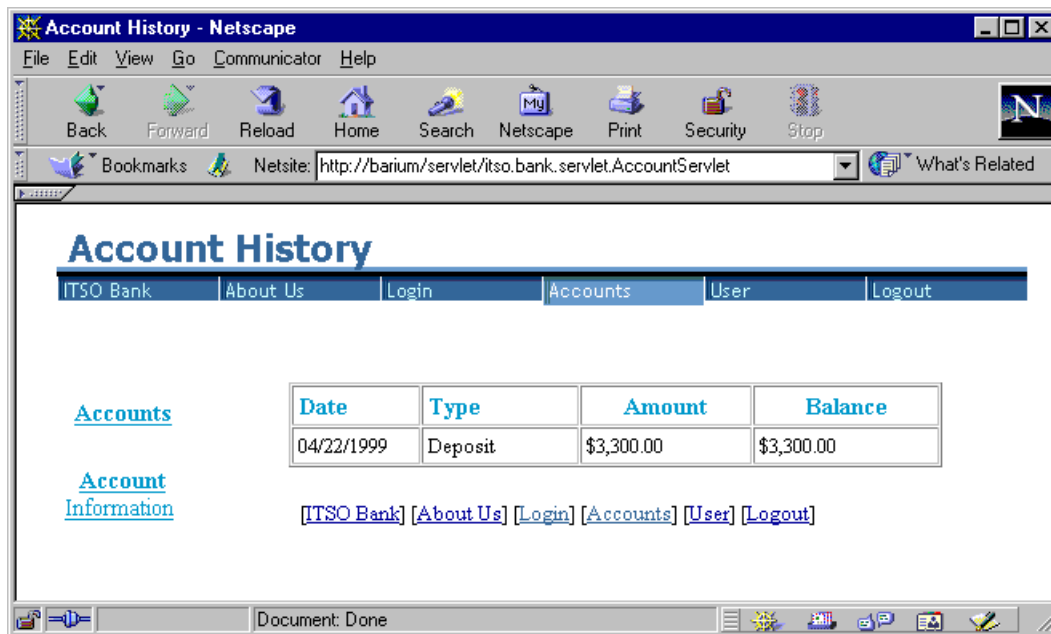 Account History - Netscape
File Edit View Go Communicator Help
Back Forward Reload Home Search Netscape Print Security Stop
My
N
Bookmarks Netsite: http://barium/servlet/itso.bank.servlet.AccountServlet What's Related
Account History
ITSO Bank About Us Login Accounts User Logout
Accounts
Account
Information
Date Type Amount Balance
04/22/1999 Deposit $3,300.00 $3,300.00
[ITSO Bank] [About Us] [Login] [Accounts] [User] [Logout]
Document: Done